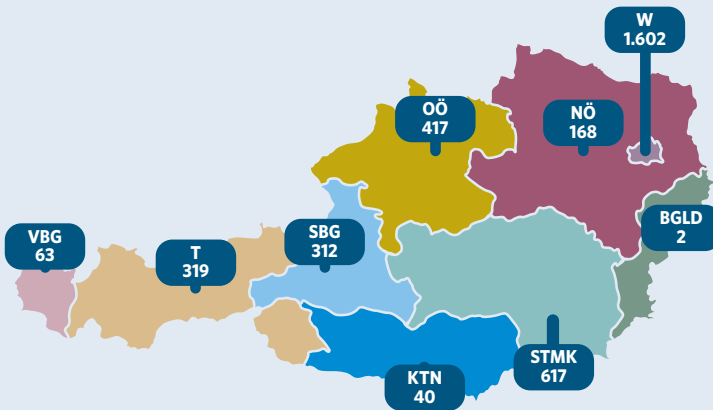 W
1.602
OÖ
417
NÖ
168
VBG
63
T
319
SBG
312
BGLD
2
KTN
40
STMK
617